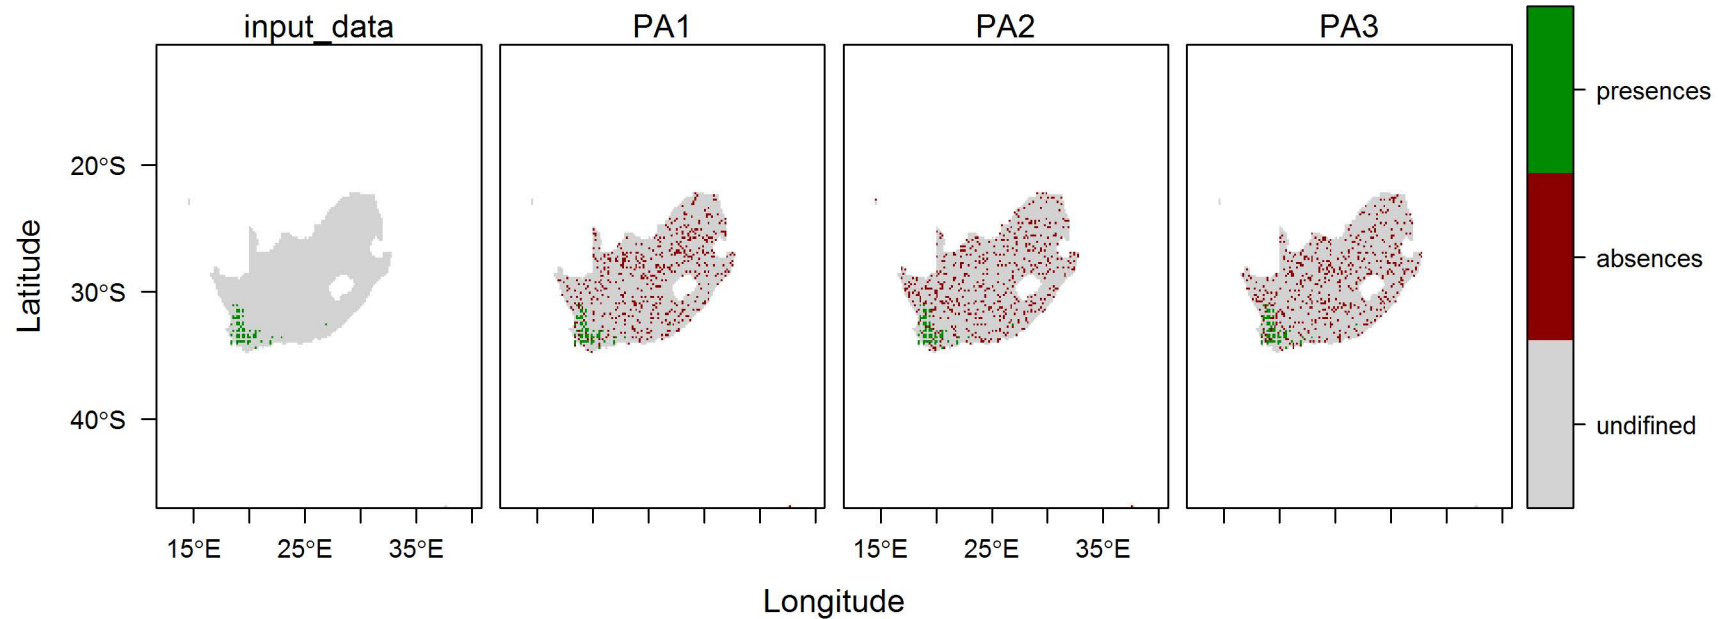 input_data
PA1
PA2
PA3
Latitude
20°S
30°S
40°S
15°E
25°E
35°E
15°E
25°E
35°E
Longitude
presences
absences
undifined